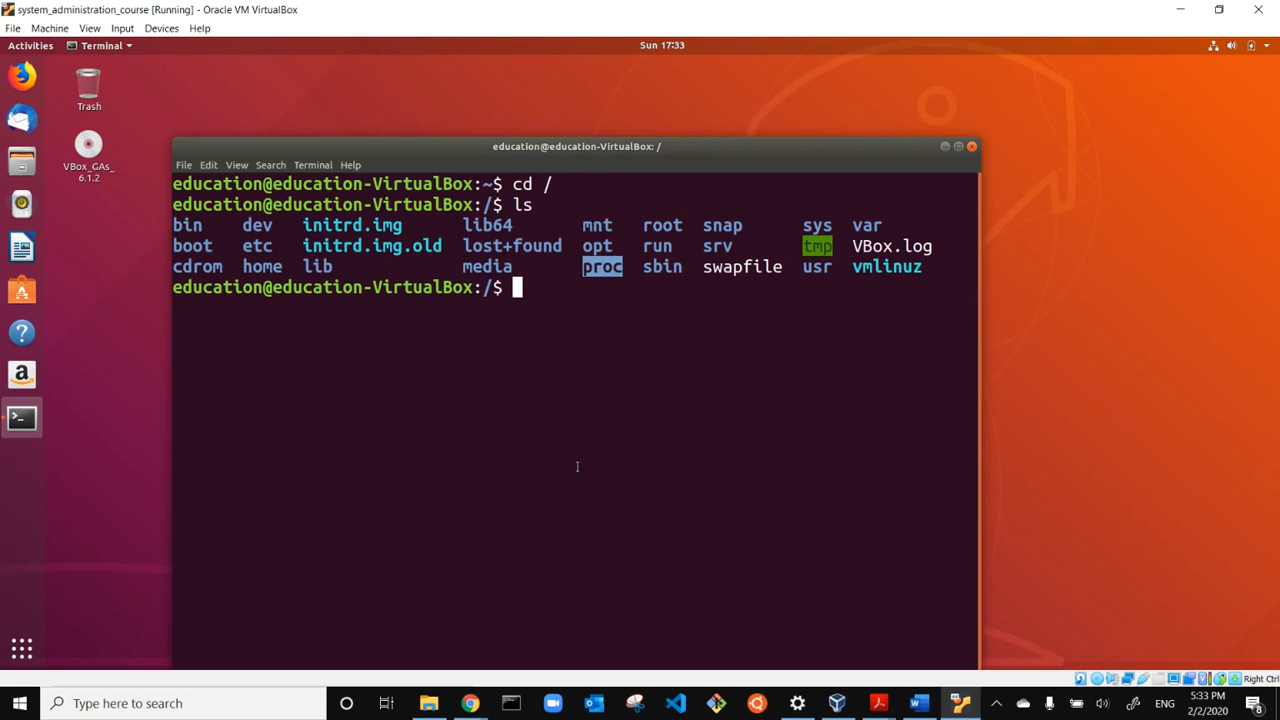 system_administration_course [Running] - Oracle VM VirtualBox
File Machine View Input Devices Help
Activities Terminal Sun 17:33
Trash
VBox_GAs_
6.1.2
education@education-VirtualBox: /
File Edit View Search Terminal Help
education@education-VirtualBox:~$ cd /
education@education-VirtualBox:/$ ls
bin dev initrd.img lib64 mnt root snap sys var
boot etc initrd.img.old lost+found opt run srv tmp VBox.log
cdrom home lib media proc sbin swapfile usr vmlinuz
education@education-VirtualBox:/$
Right Ctrl
Type here to search
ENG
5:33 PM
2/2/2020
8